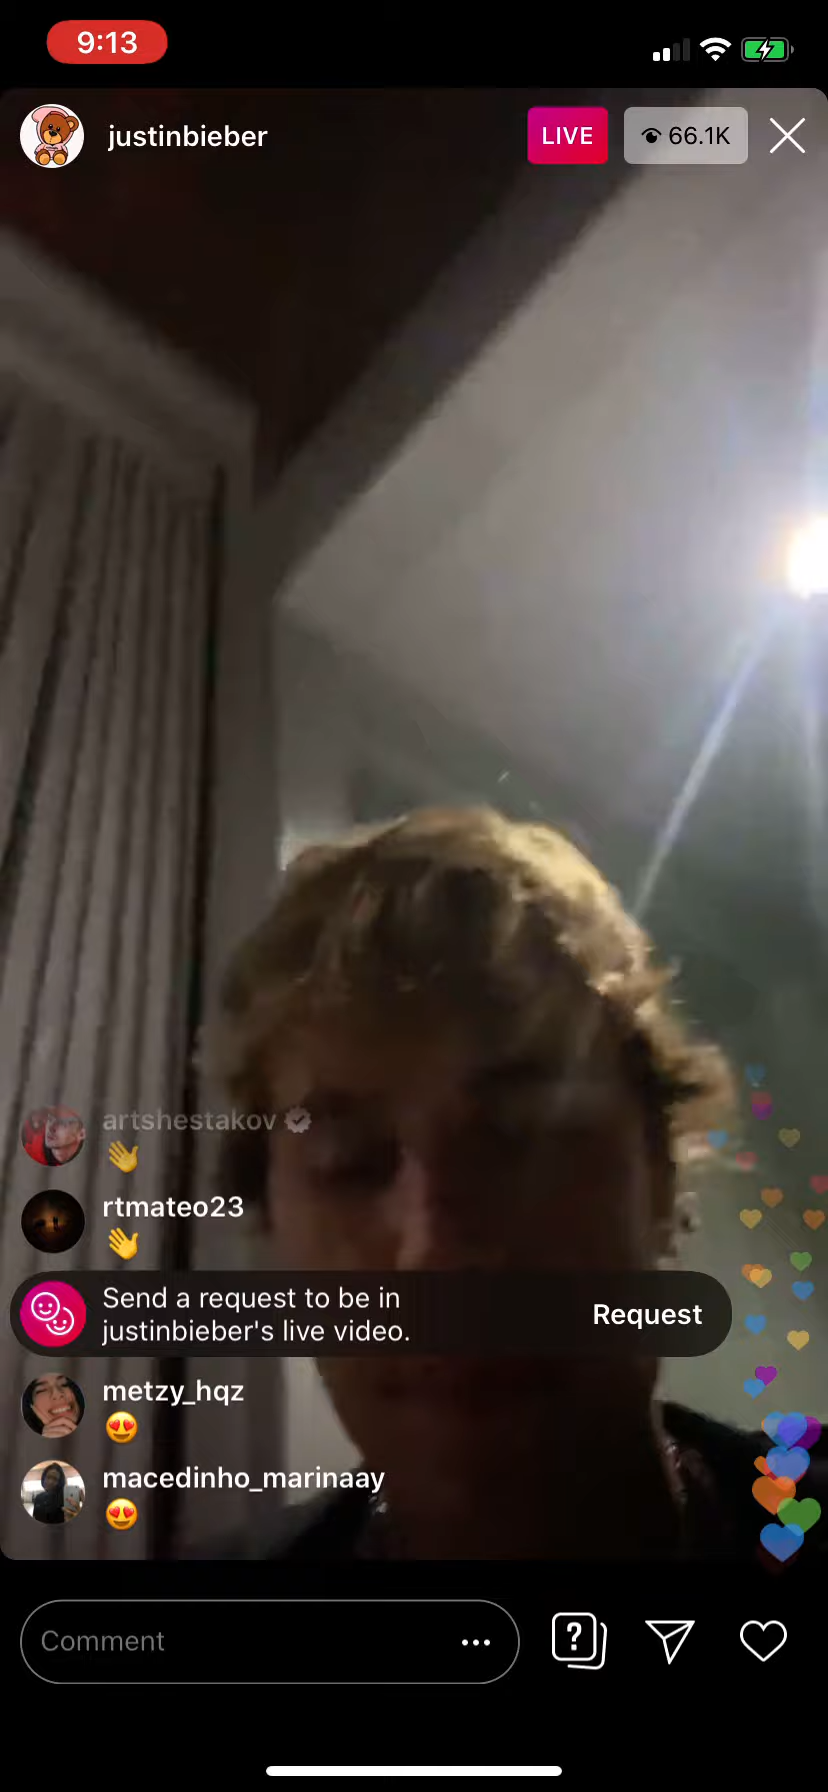 9:13
justinbieber
LIVE
66.1K
artshestakov
👋
rtmateo23
👋
Send a request to be in
justinbieber's live video.
Request
metzy_hqz
😍
macedinho_marinaay
😍
Comment
?